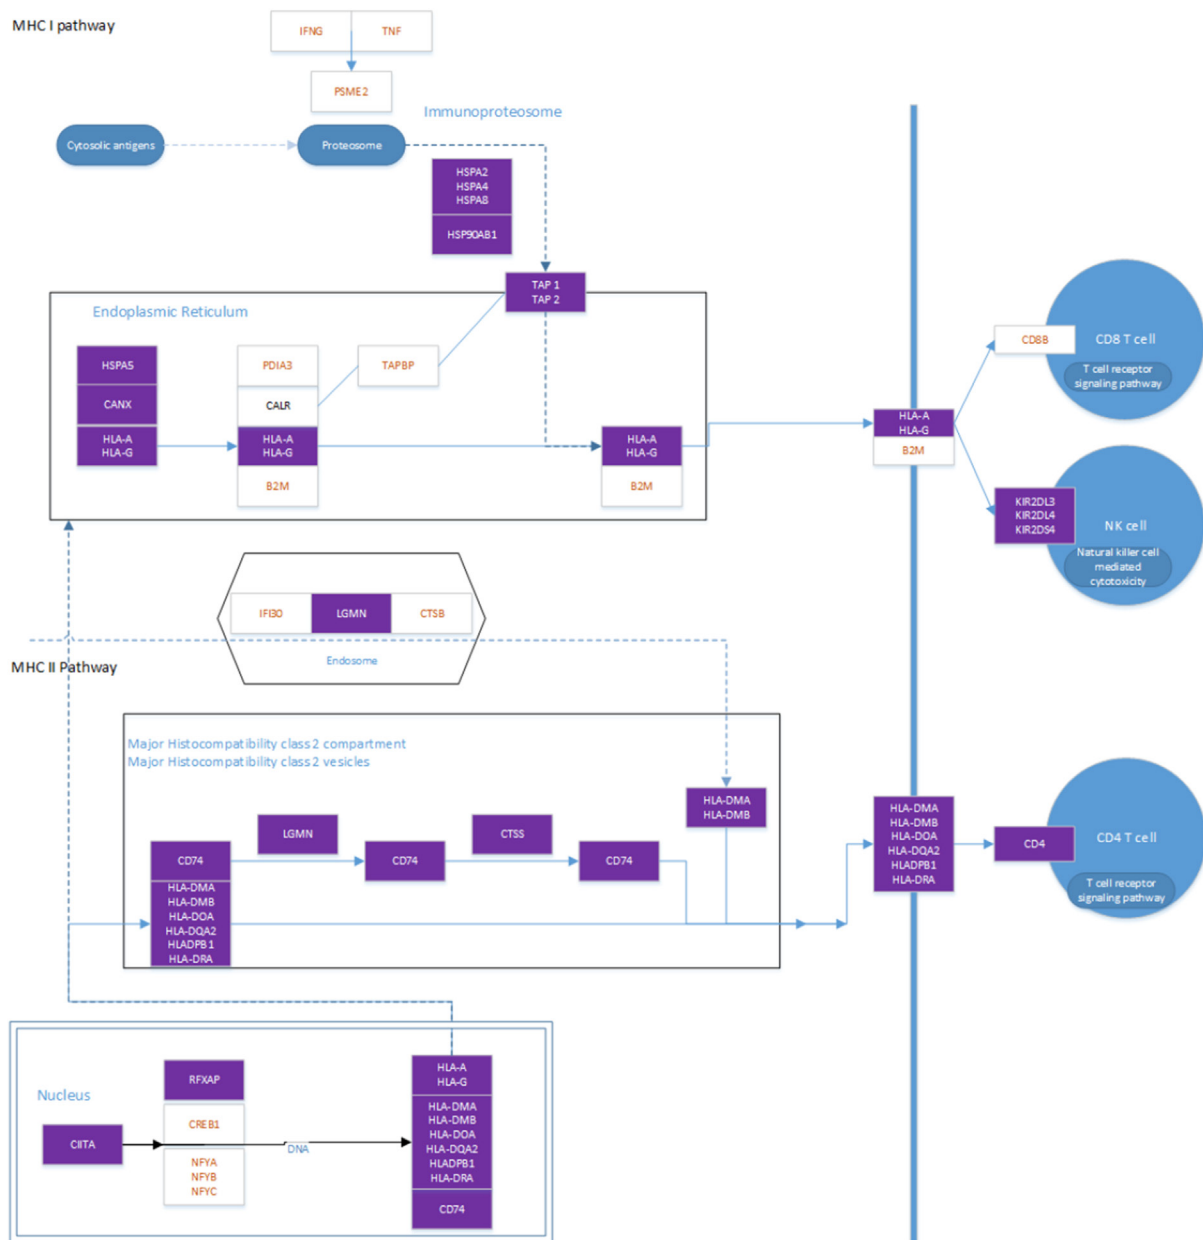 MHC I pathway
IFNG
TNF
PSME2
Immunoproteosome
Cytosolic antigens
Proteosome
HSPA2
HSPA4
HSPA8
HSP90AB1
TAP 1
TAP 2
Endoplasmic Reticulum
HSPA5
CANX
HLA-A
HLA-G
PDIA3
CALR
HLA-A
HLA-G
B2M
TAPBP
HLA-A
HLA-G
B2M
HLA-A
HLA-G
B2M
CD8B
CD8 T cell
T cell receptor
signaling pathway
KIR2DL3
KIR2DL4
KIR2DS4
NK cell
Natural killer cell
mediated
cytotoxicity
IFI30
LGMN
CTSB
Endosome
MHC II Pathway
Major Histocompatibility class 2 compartment
Major Histocompatibility class 2 vesicles
HLA-DMA
HLA-DMB
LGMN
CTSS
CD74
CD74
CD74
HLA-DMA
HLA-DMB
HLA-DOA
HLA-DQA2
HLADPB1
HLA-DRA
HLA-DMA
HLA-DMB
HLA-DOA
HLA-DQA2
HLADPB1
HLA-DRA
CD4
CD4 T cell
T cell receptor
signaling pathway
Nucleus
CIITA
RFXAP
CREB1
NFYA
NFYB
NFYC
DNA
HLA-A
HLA-G
HLA-DMA
HLA-DMB
HLA-DOA
HLA-DQA2
HLADPB1
HLA-DRA
CD74